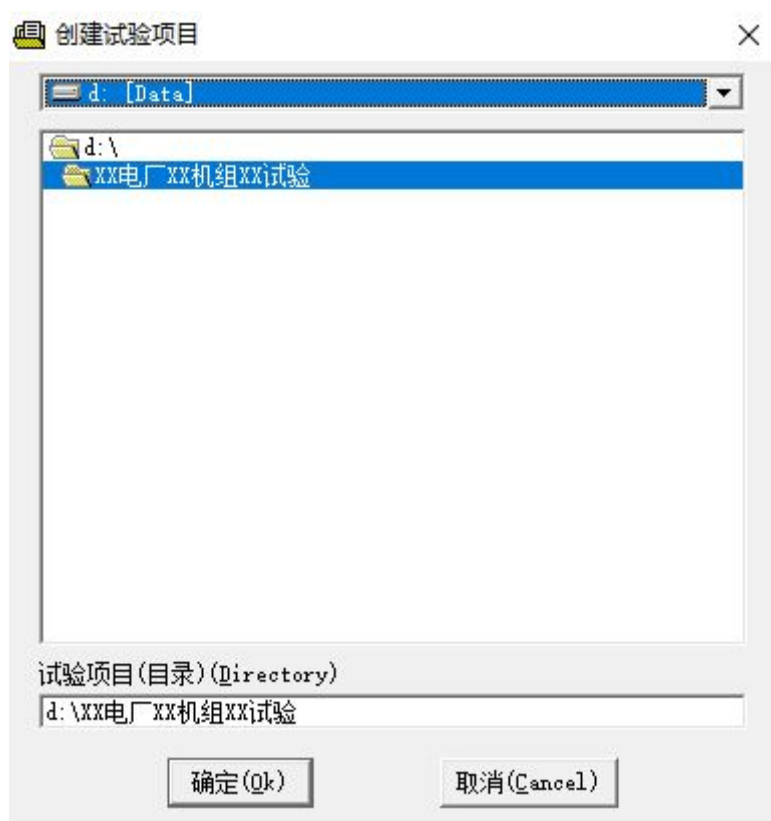 创建试验项目
d: [Data]
d:\
XX电厂XX机组XX试验
试验项目(目录)(Directory)
d:\XX电厂XX机组XX试验
确定(Ok)
取消(Cancel)